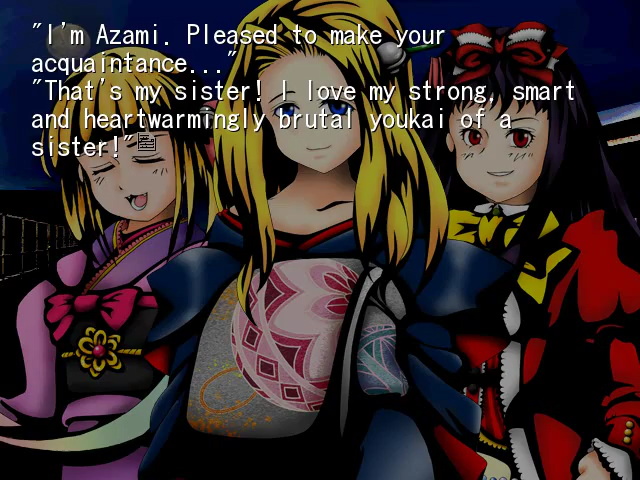 "I'm Azami. Pleased to make your
acquaintance..."
"That's my sister! I love my strong, smart
and heartwarmingly brutal youkai of a
sister!"